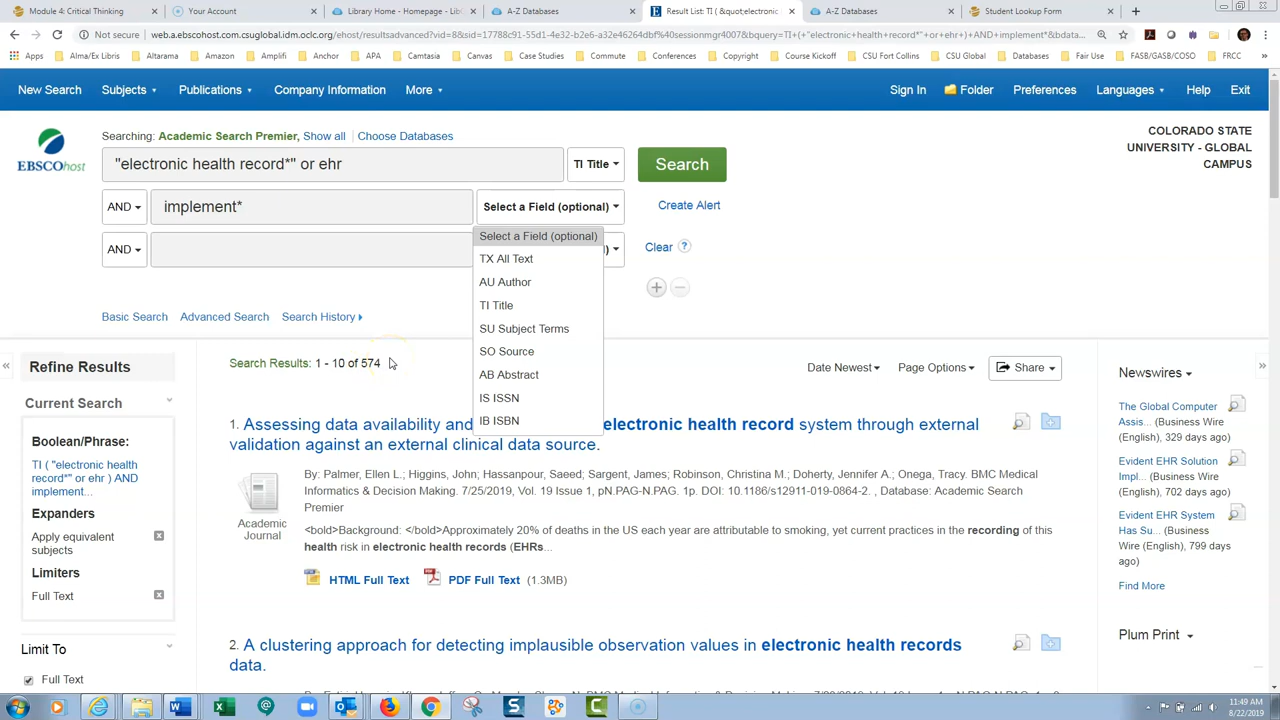 Module 4: Critical Thinking
Your Account
Library Home - Homepage - Lib
A-Z Databases
Result List: TI ( &quot;electronic
A-Z Databases
Student Lookup Form
Not secure | web.a.ebscohost.com.csuglobal.idm.oclc.org/ehost/resultsadvanced?vid=8&sid=17788c91-55d1-4de4-b32d-b2e6-a32e46264dbf%40sessionmgr4007&bquery=TI+(+"electronic+health+record*"+or+ehr+)+AND+implement*&bdata...
Apps
Alma/Ex Libris
Altarama
Amazon
Amplifi
Anchor
APA
Camtasia
Canvas
Case Studies
Commute
Conferences
Copyright
Course Kickoff
CSU Fort Collins
CSU Global
Databases
Fair Use
FASB/GASB/COSO
FRCC
New Search
Subjects
Publications
Company Information
More
Sign In
Folder
Preferences
Languages
Help
Exit
EBSCOhost
Searching: Academic Search Premier, Show all | Choose Databases
"electronic health record*" or ehr
TI Title
Search
COLORADO STATE
UNIVERSITY - GLOBAL
CAMPUS
AND
implement*
Select a Field (optional)
Create Alert
AND
Clear
?
Select a Field (optional)
TX All Text
AU Author
TI Title
SU Subject Terms
SO Source
AB Abstract
IS ISSN
IB ISBN
Basic Search
Advanced Search
Search History
Refine Results
Current Search
Boolean/Phrase:
TI ( "electronic
health
record*" or ehr ) AND
implement...
Expanders
Apply equivalent
subjects
Limiters
Full Text
Limit To
Full Text
Search Results: 1 - 10 of 574
Date Newest
Page Options
Share
1. Assessing data availability and electronic health record system through external
validation against an external clinical data source.
Academic
Journal
By: Palmer, Ellen L.; Higgins, John; Hassanpour, Saeed; Sargent, James; Robinson, Christina M.; Doherty, Jennifer A.; Onega, Tracy. BMC Medical
Informatics & Decision Making. 7/25/2019, Vol. 19 Issue 1, pN.PAG-N.PAG. 1p. DOI: 10.1186/s12911-019-0864-2. , Database: Academic Search
Premier
<bold>Background: </bold>Approximately 20% of deaths in the US each year are attributable to smoking, yet current practices in the recording of this
health risk in electronic health records (EHRs...
HTML Full Text
PDF Full Text (1.3MB)
2. A clustering approach for detecting implausible observation values in electronic health records
data.
Newswires
The Global Computer
Assis... (Business Wire
(English), 329 days ago)
Evident EHR Solution
Impl... (Business Wire
(English), 702 days ago)
Evident EHR System
Has Su... (Business
Wire (English), 799 days
ago)
Find More
Plum Print
11:49 AM
8/22/2019